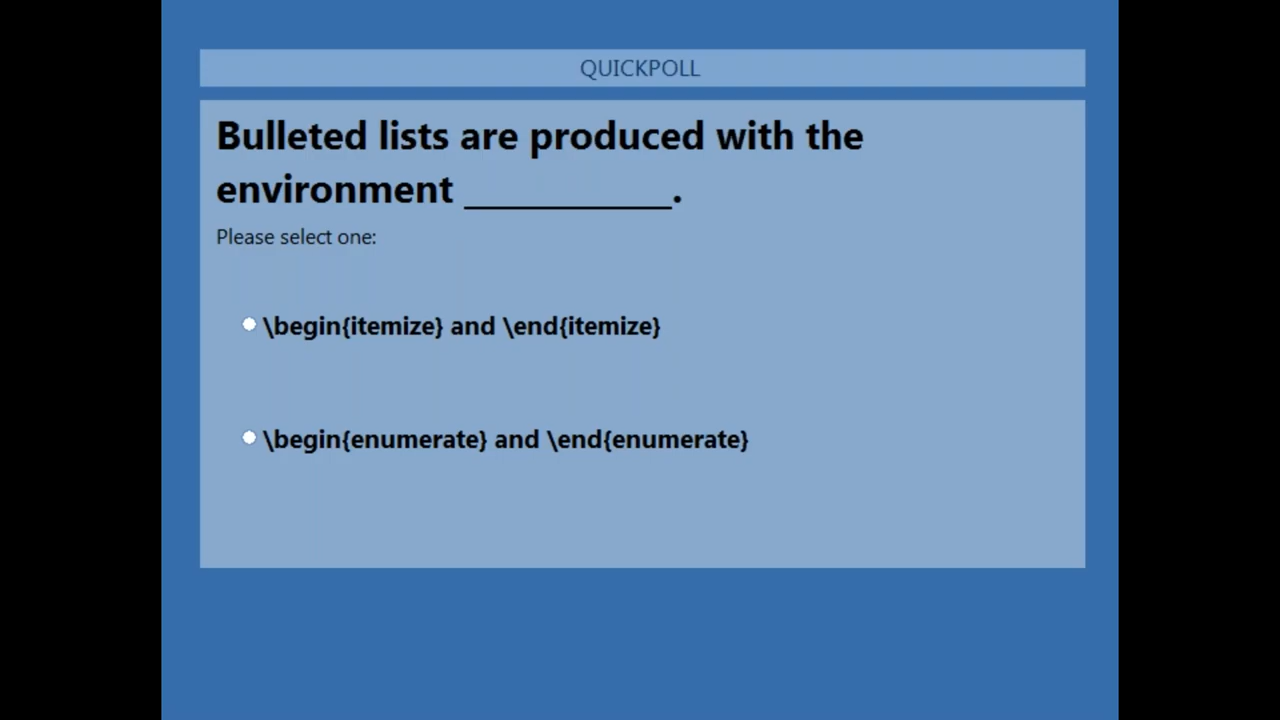 QUICKPOLL
Bulleted lists are produced with the
environment __________.
Please select one:
\begin{itemize} and \end{itemize}
\begin{enumerate} and \end{enumerate}